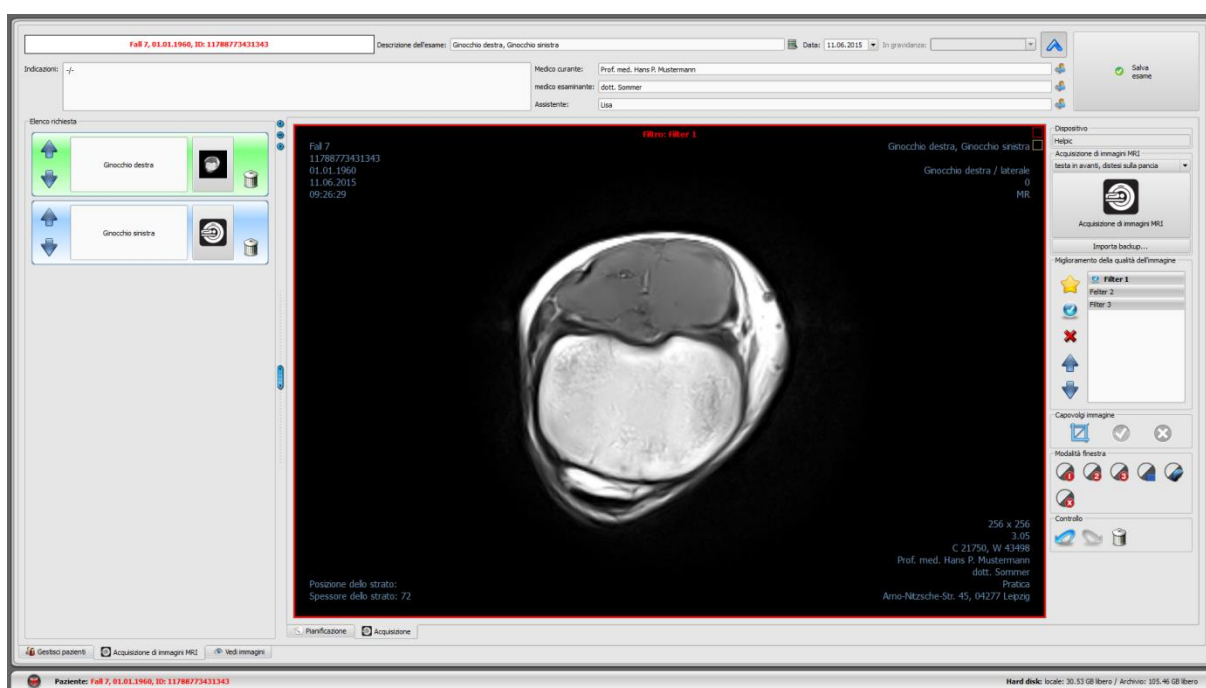 Fall 7, 01.01.1960, ID: 11788773431343
Descrizione dell'esame: Ginocchio destra, Ginocchio sinistra
Data: 11.06.2015
In gravidanza:
Salva esame
Indicazioni: -/-
Medico curante: Prof. med. Hans P. Mustermann
medico esaminante: dott. Sommer
Assistente: Lisa
Elenco richiesta
Ginocchio destra
Ginocchio sinistra
Filtro: Filter 1
Fall 7
11788773431343
01.01.1960
11.06.2015
09:26:29
Ginocchio destra, Ginocchio sinistra
Ginocchio destra / laterale
0
MR
256 x 256
3.05
C 21750, W 43498
Prof. med. Hans P. Mustermann
dott. Sommer
Pratica
Arno-Nitzsche-Str. 45, 04277 Leipzig
Posizione dello strato:
Spessore dello strato: 72
Dispositivo
Helpic
Acquisizione di immagini MRI
testa in avanti, distesi sulla pancia
Acquisizione di immagini MRI
Importa backup...
Miglioramento della qualità dell'immagine
Filter 1
Felter 2
Filter 3
Capovolgi immagine
Modalità finestra
1
2
3
Controllo
Pianificazione
Acquisizione
Gestisci pazienti
Acquisizione di immagini MRI
Vedi immagini
Paziente: Fall 7, 01.01.1960, ID: 11788773431343
Hard disk: locale: 30.53 GB libero / Archivio: 105.46 GB libero